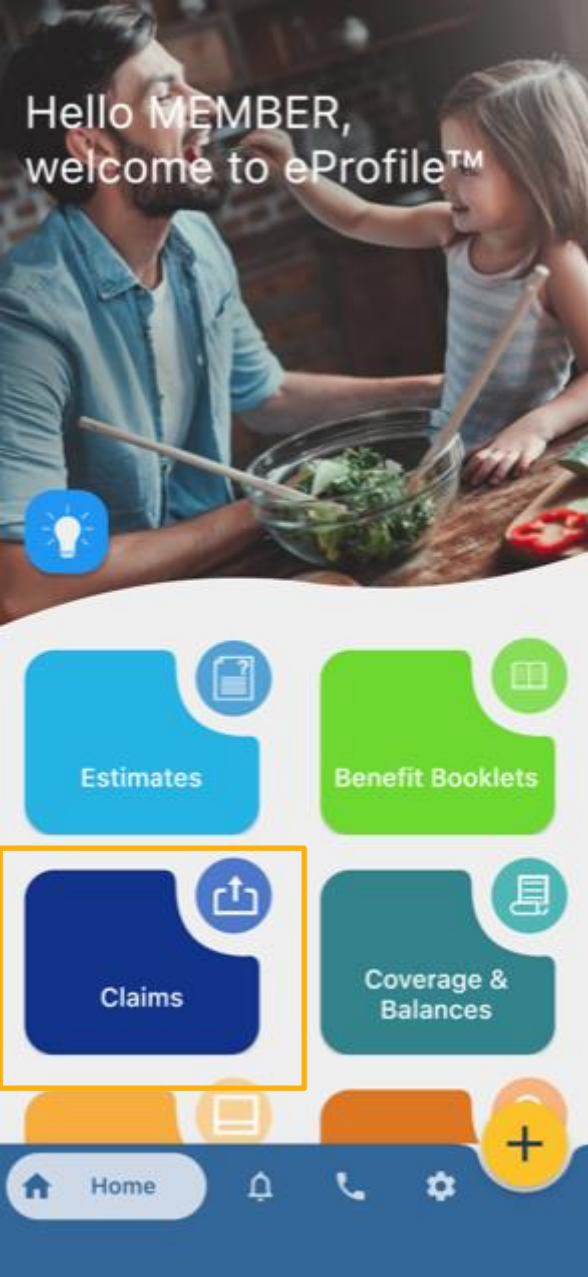 Hello MEMBER,
welcome to eProfile™
Estimates
Benefit Booklets
Claims
Coverage &
Balances
Home